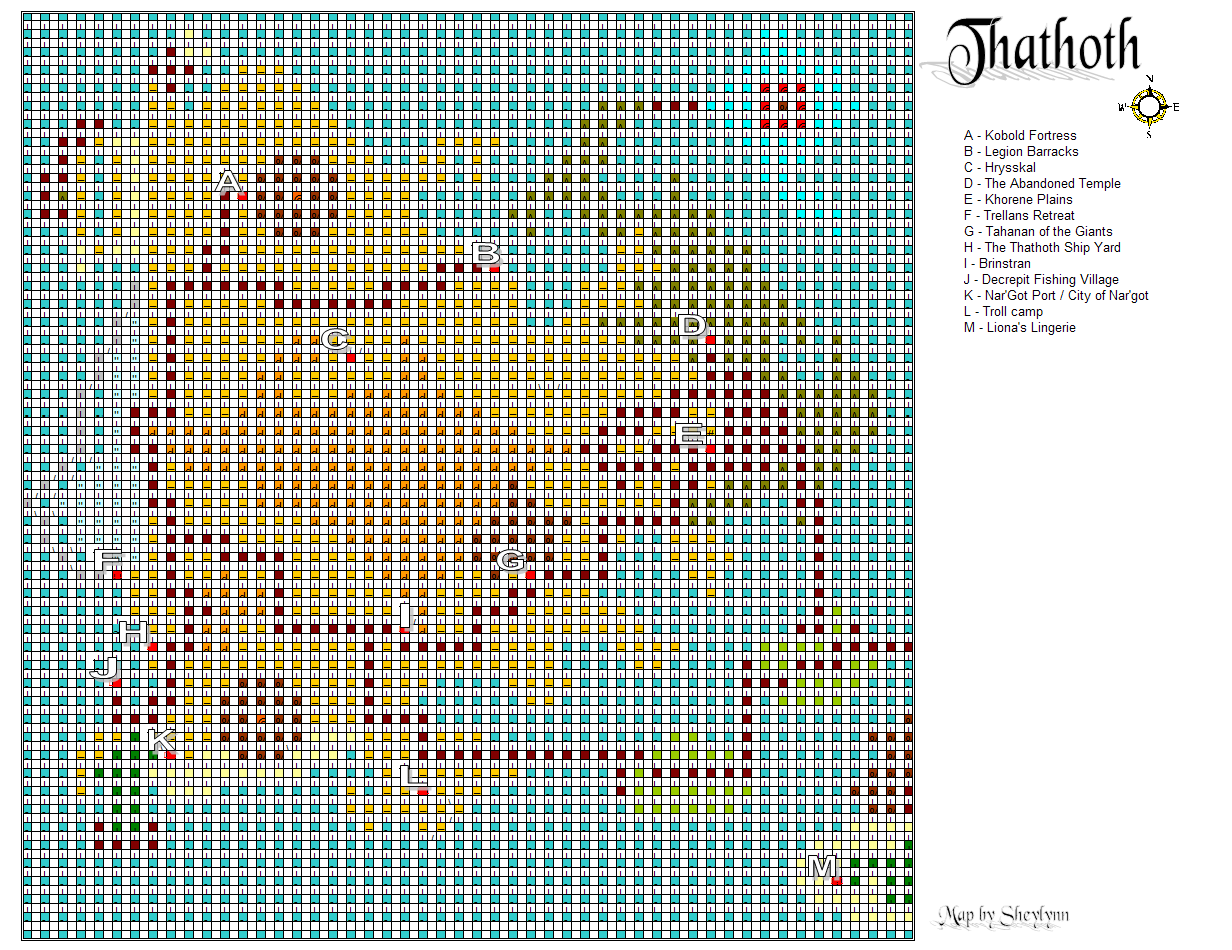 Thathoth
N
W E
S
A - Kobold Fortress
B - Legion Barracks
C - Hrysskal
D - The Abandoned Temple
E - Khorene Plains
F - Trellans Retreat
G - Tahanan of the Giants
H - The Thathoth Ship Yard
I - Brinstran
J - Decrepit Fishing Village
K - Nar'Got Port / City of Nar'got
L - Troll camp
M - Liona's Lingerie
A
B
C
D
E
F
G
I
H
J
K
L
M
Map by Sheylynn